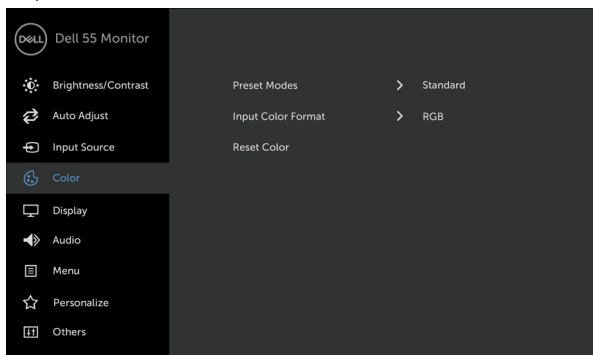 DELL Dell 55 Monitor
Brightness/Contrast
Auto Adjust
Input Source
Color
Display
Audio
Menu
Personalize
Others
Preset Modes > Standard
Input Color Format > RGB
Reset Color